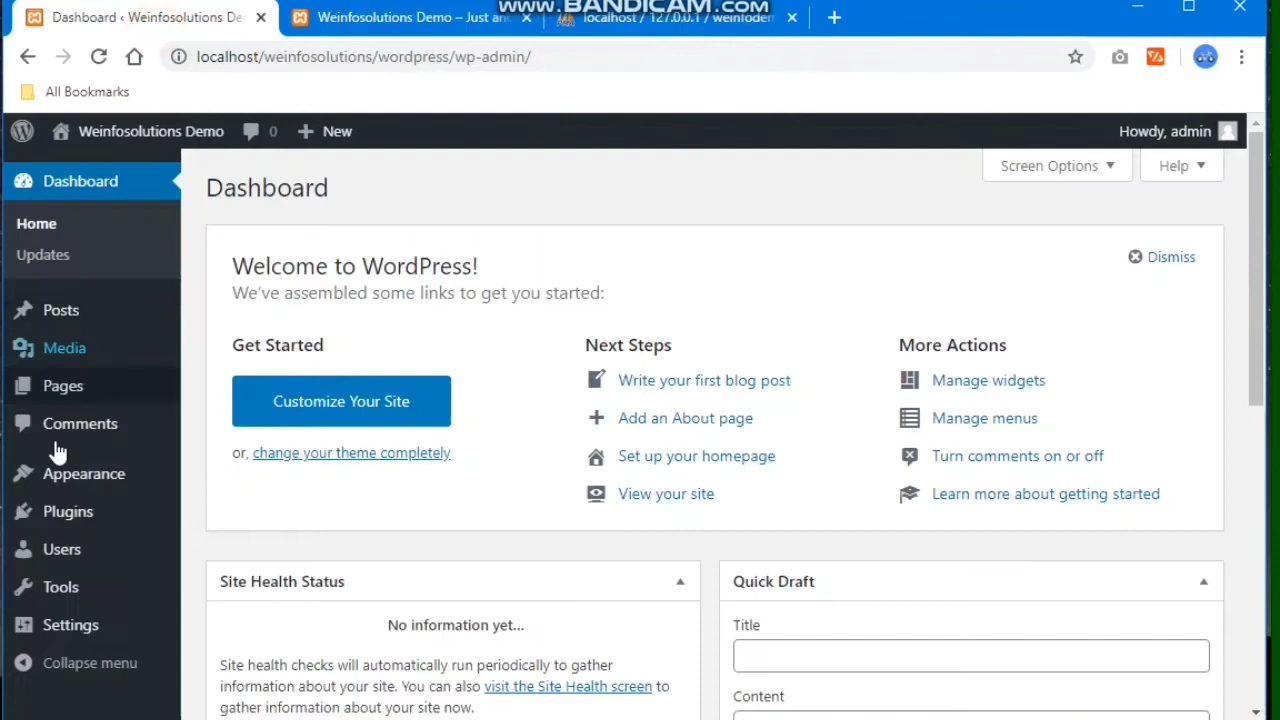 www.BANDICAM.com
Dashboard ‹ Weinfosolutions De
Weinfosolutions Demo – Just an
localhost / 127.0.0.1 / weinfodem
localhost/weinfosolutions/wordpress/wp-admin/
All Bookmarks
Weinfosolutions Demo
0
New
Howdy, admin
Dashboard
Home
Updates
Posts
Media
Pages
Comments
Appearance
Plugins
Users
Tools
Settings
Collapse menu
Screen Options
Help
Dashboard
Welcome to WordPress!
We've assembled some links to get you started:
Dismiss
Get Started
Customize Your Site
or, change your theme completely
Next Steps
Write your first blog post
Add an About page
Set up your homepage
View your site
More Actions
Manage widgets
Manage menus
Turn comments on or off
Learn more about getting started
Site Health Status
No information yet...
Site health checks will automatically run periodically to gather
information about your site. You can also visit the Site Health screen to
gather information about your site now.
Quick Draft
Title
Content